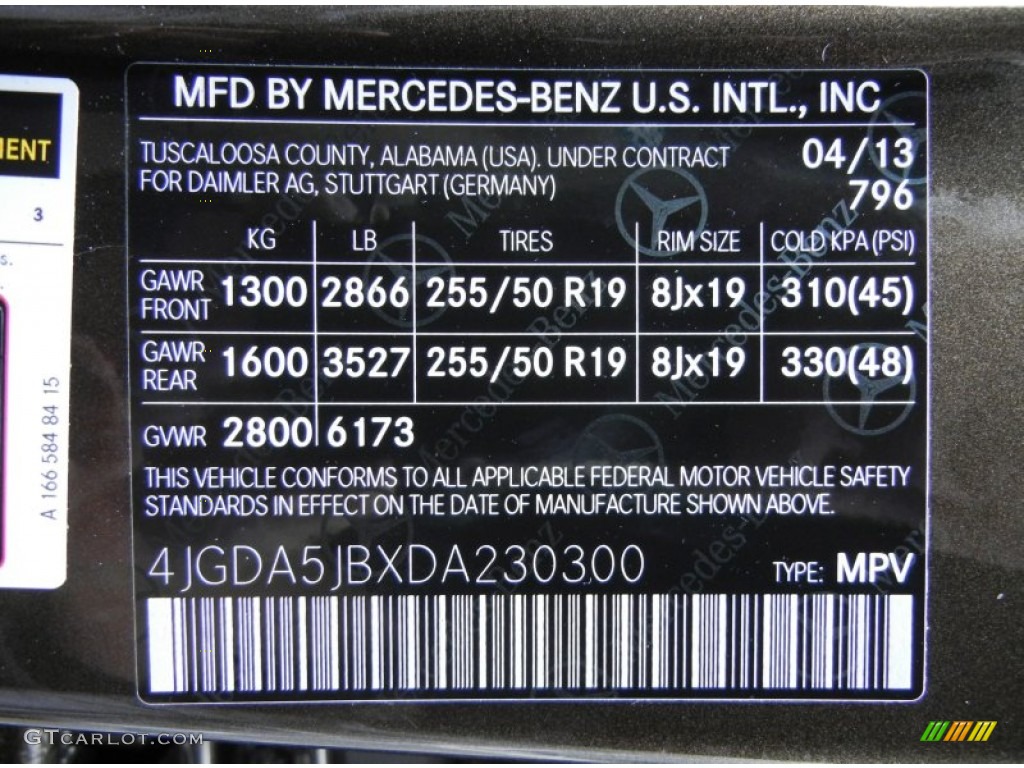 MFD BY MERCEDES-BENZ U.S. INTL., INC
TUSCALOOSA COUNTY, ALABAMA (USA). UNDER CONTRACT 04/13
FOR DAIMLER AG, STUTTGART (GERMANY) 796
KG LB TIRES RIM SIZE COLD KPA (PSI)
GAWR FRONT 1300 2866 255/50 R19 8Jx19 310(45)
GAWR REAR 1600 3527 255/50 R19 8Jx19 330(48)
GVWR 2800 6173
THIS VEHICLE CONFORMS TO ALL APPLICABLE FEDERAL MOTOR VEHICLE SAFETY
STANDARDS IN EFFECT ON THE DATE OF MANUFACTURE SHOWN ABOVE.
4JGDA5JBXDA230300 TYPE: MPV
3
A 166 584 84 15
GTCARLOT.COM